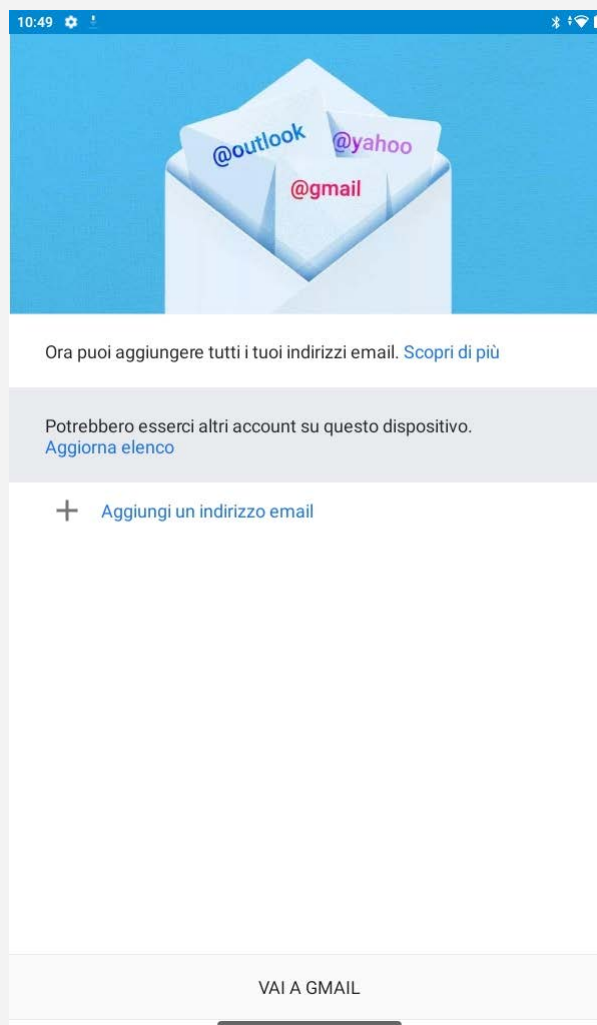 10:49
@outlook
@yahoo
@gmail
Ora puoi aggiungere tutti i tuoi indirizzi email. Scopri di più
Potrebbero esserci altri account su questo dispositivo.
Aggiorna elenco
Aggiungi un indirizzo email
VAI A GMAIL